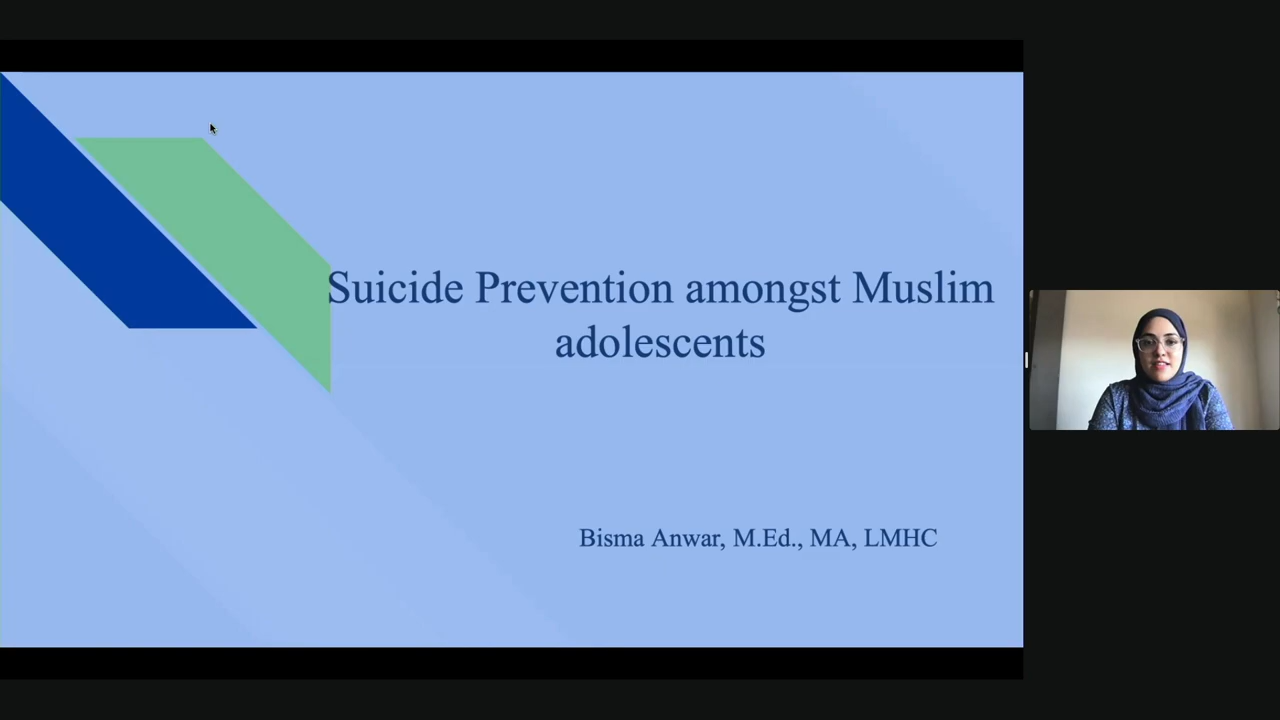 Suicide Prevention amongst Muslim
adolescents
Bisma Anwar, M.Ed., MA, LMHC